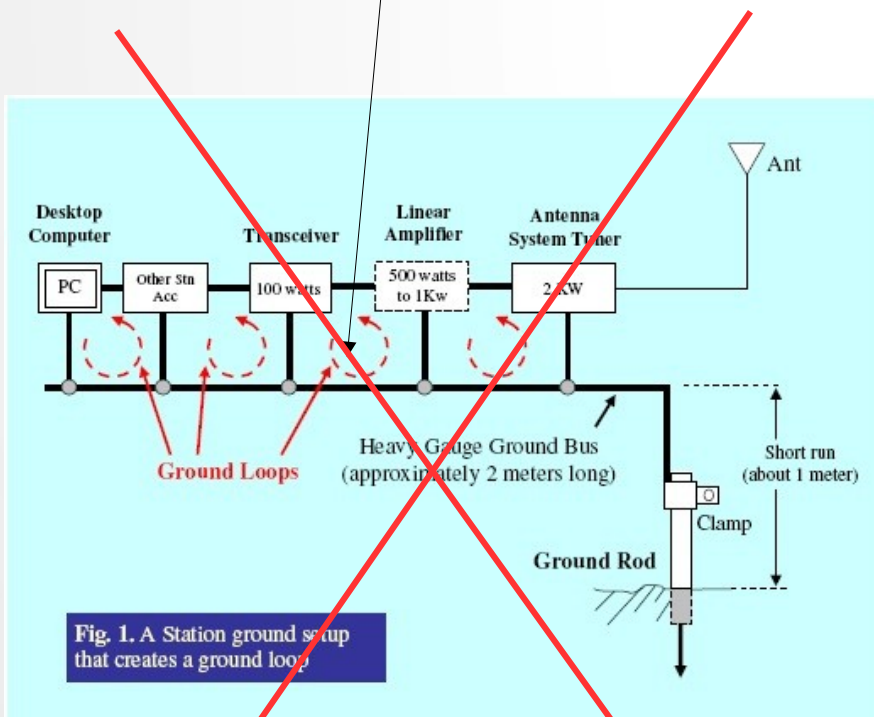 Ant
Desktop
Computer
Transceiver
Linear
Amplifier
Antenna
System Tuner
PC
Other Stn
Acc
100 watts
500 watts
to 1Kw
2 KW
Ground Loops
Heavy Gauge Ground Bus
(approximately 2 meters long)
Short run
(about 1 meter)
Clamp
Ground Rod
Fig. 1. A Station ground setup
that creates a ground loop